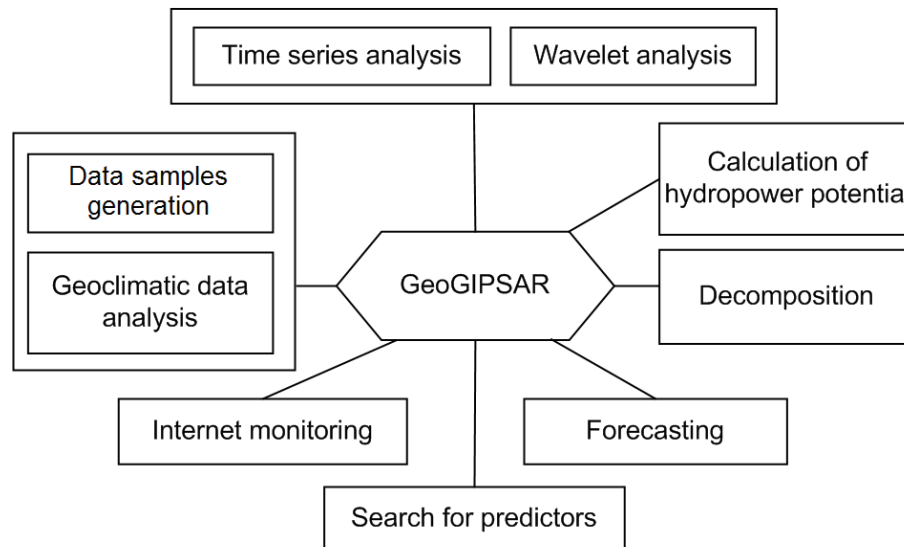 Time series analysis
Wavelet analysis
Data samples
generation
Geoclimatic data
analysis
GeoGIPSAR
Calculation of
hydropower potential
Decomposition
Internet monitoring
Forecasting
Search for predictors